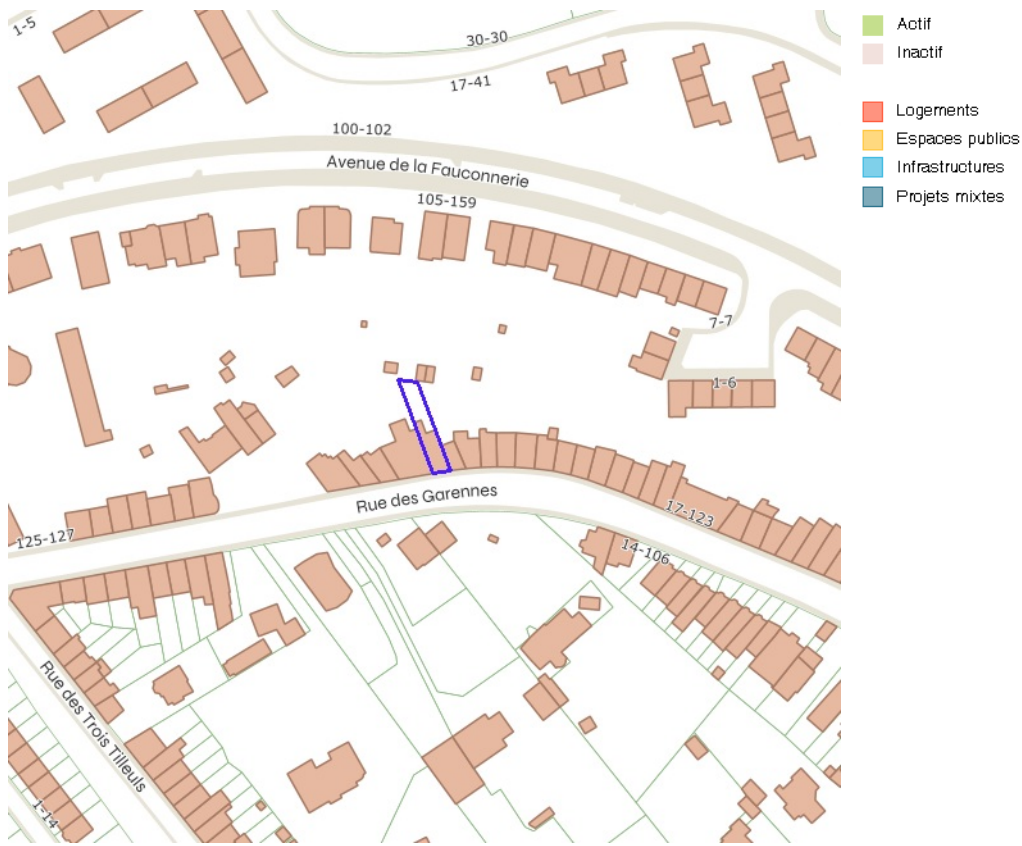 1-5
30-30
17-41
100-102
Avenue de la Fauconnerie
105-159
7-7
1-6
Rue des Garennes
17-123
125-127
14-106
Rue des Trois Tilleuls
1-14
Actif
Inactif
Logements
Espaces publics
Infrastructures
Projets mixtes